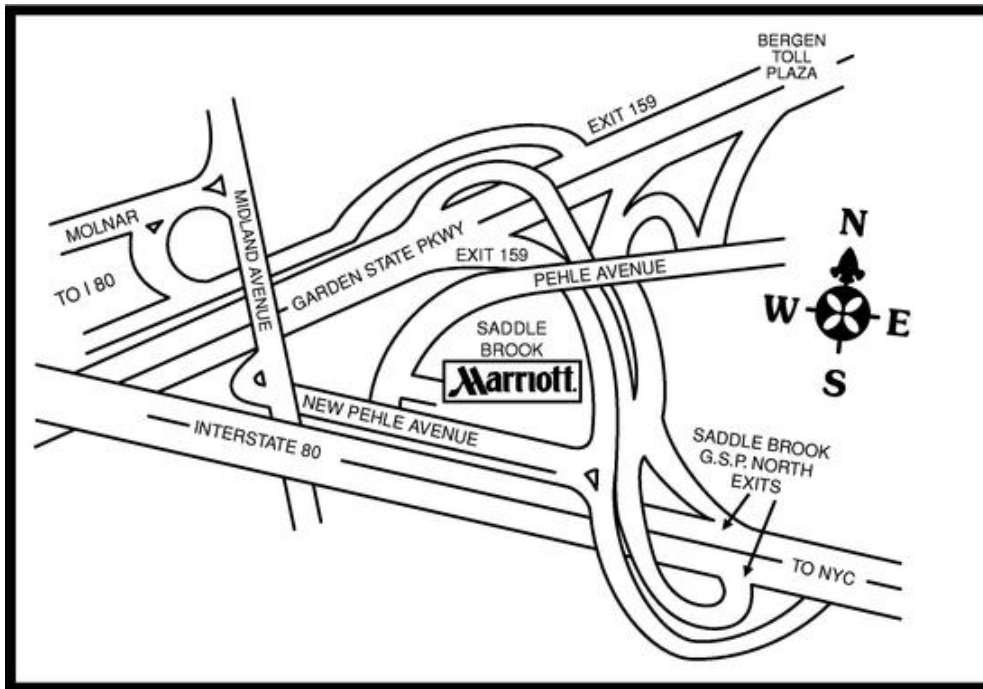 BERGEN
TOLL
PLAZA
EXIT 159
MOLNAR
MIDLAND AVENUE
GARDEN STATE PKWY
EXIT 159
PEHLE AVENUE
TO I 80
N
W
E
S
SADDLE
BROOK
Marriott
NEW PEHLE AVENUE
INTERSTATE 80
SADDLE BROOK
G.S.P. NORTH
EXITS
TO NYC